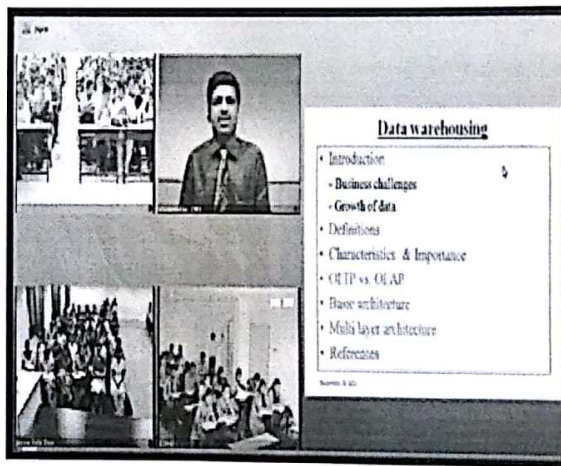 Data warehousing
• Introduction
- Business challenges
- Growth of data
• Definitions
• Characteristics & Importance
• OLTP vs. OLAP
• Basic architecture
• Multi layer architecture
• References